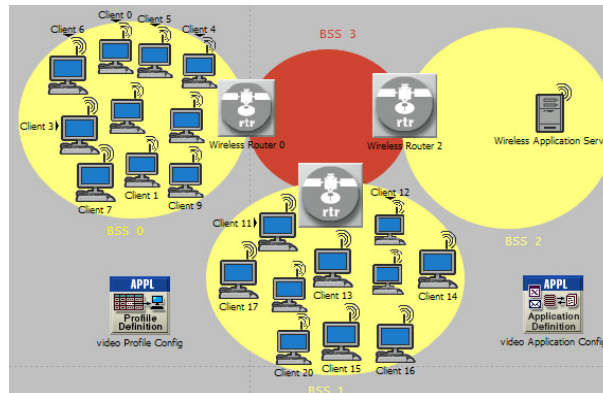 Client 0
Client 6
Client 5
Client 4
BSS 3
Client 3
rtr
rtr
Wireless Router 0
Wireless Router 2
Wireless Application Serv
Client 1
Client 7
Client 9
rtr
Client 12
BSS 0
Client 11
BSS 2
APPL
Profile
Definition
video Profile Config
Client 17
Client 13
Client 14
APPL
Application
Definition
video Application Config
Client 20
Client 15
Client 16
BSS 1